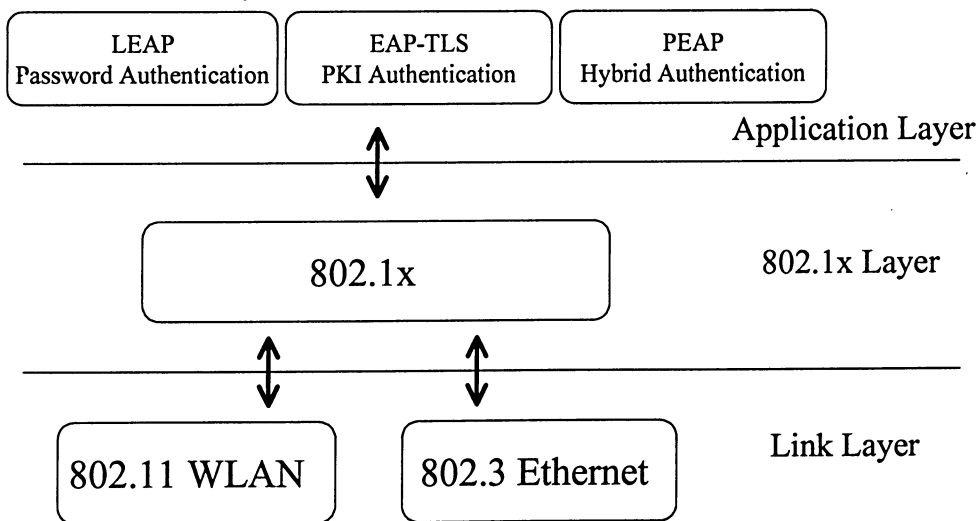 LEAP
Password Authentication
EAP-TLS
PKI Authentication
PEAP
Hybrid Authentication
Application Layer
802.1x
802.1x Layer
802.11 WLAN
802.3 Ethernet
Link Layer